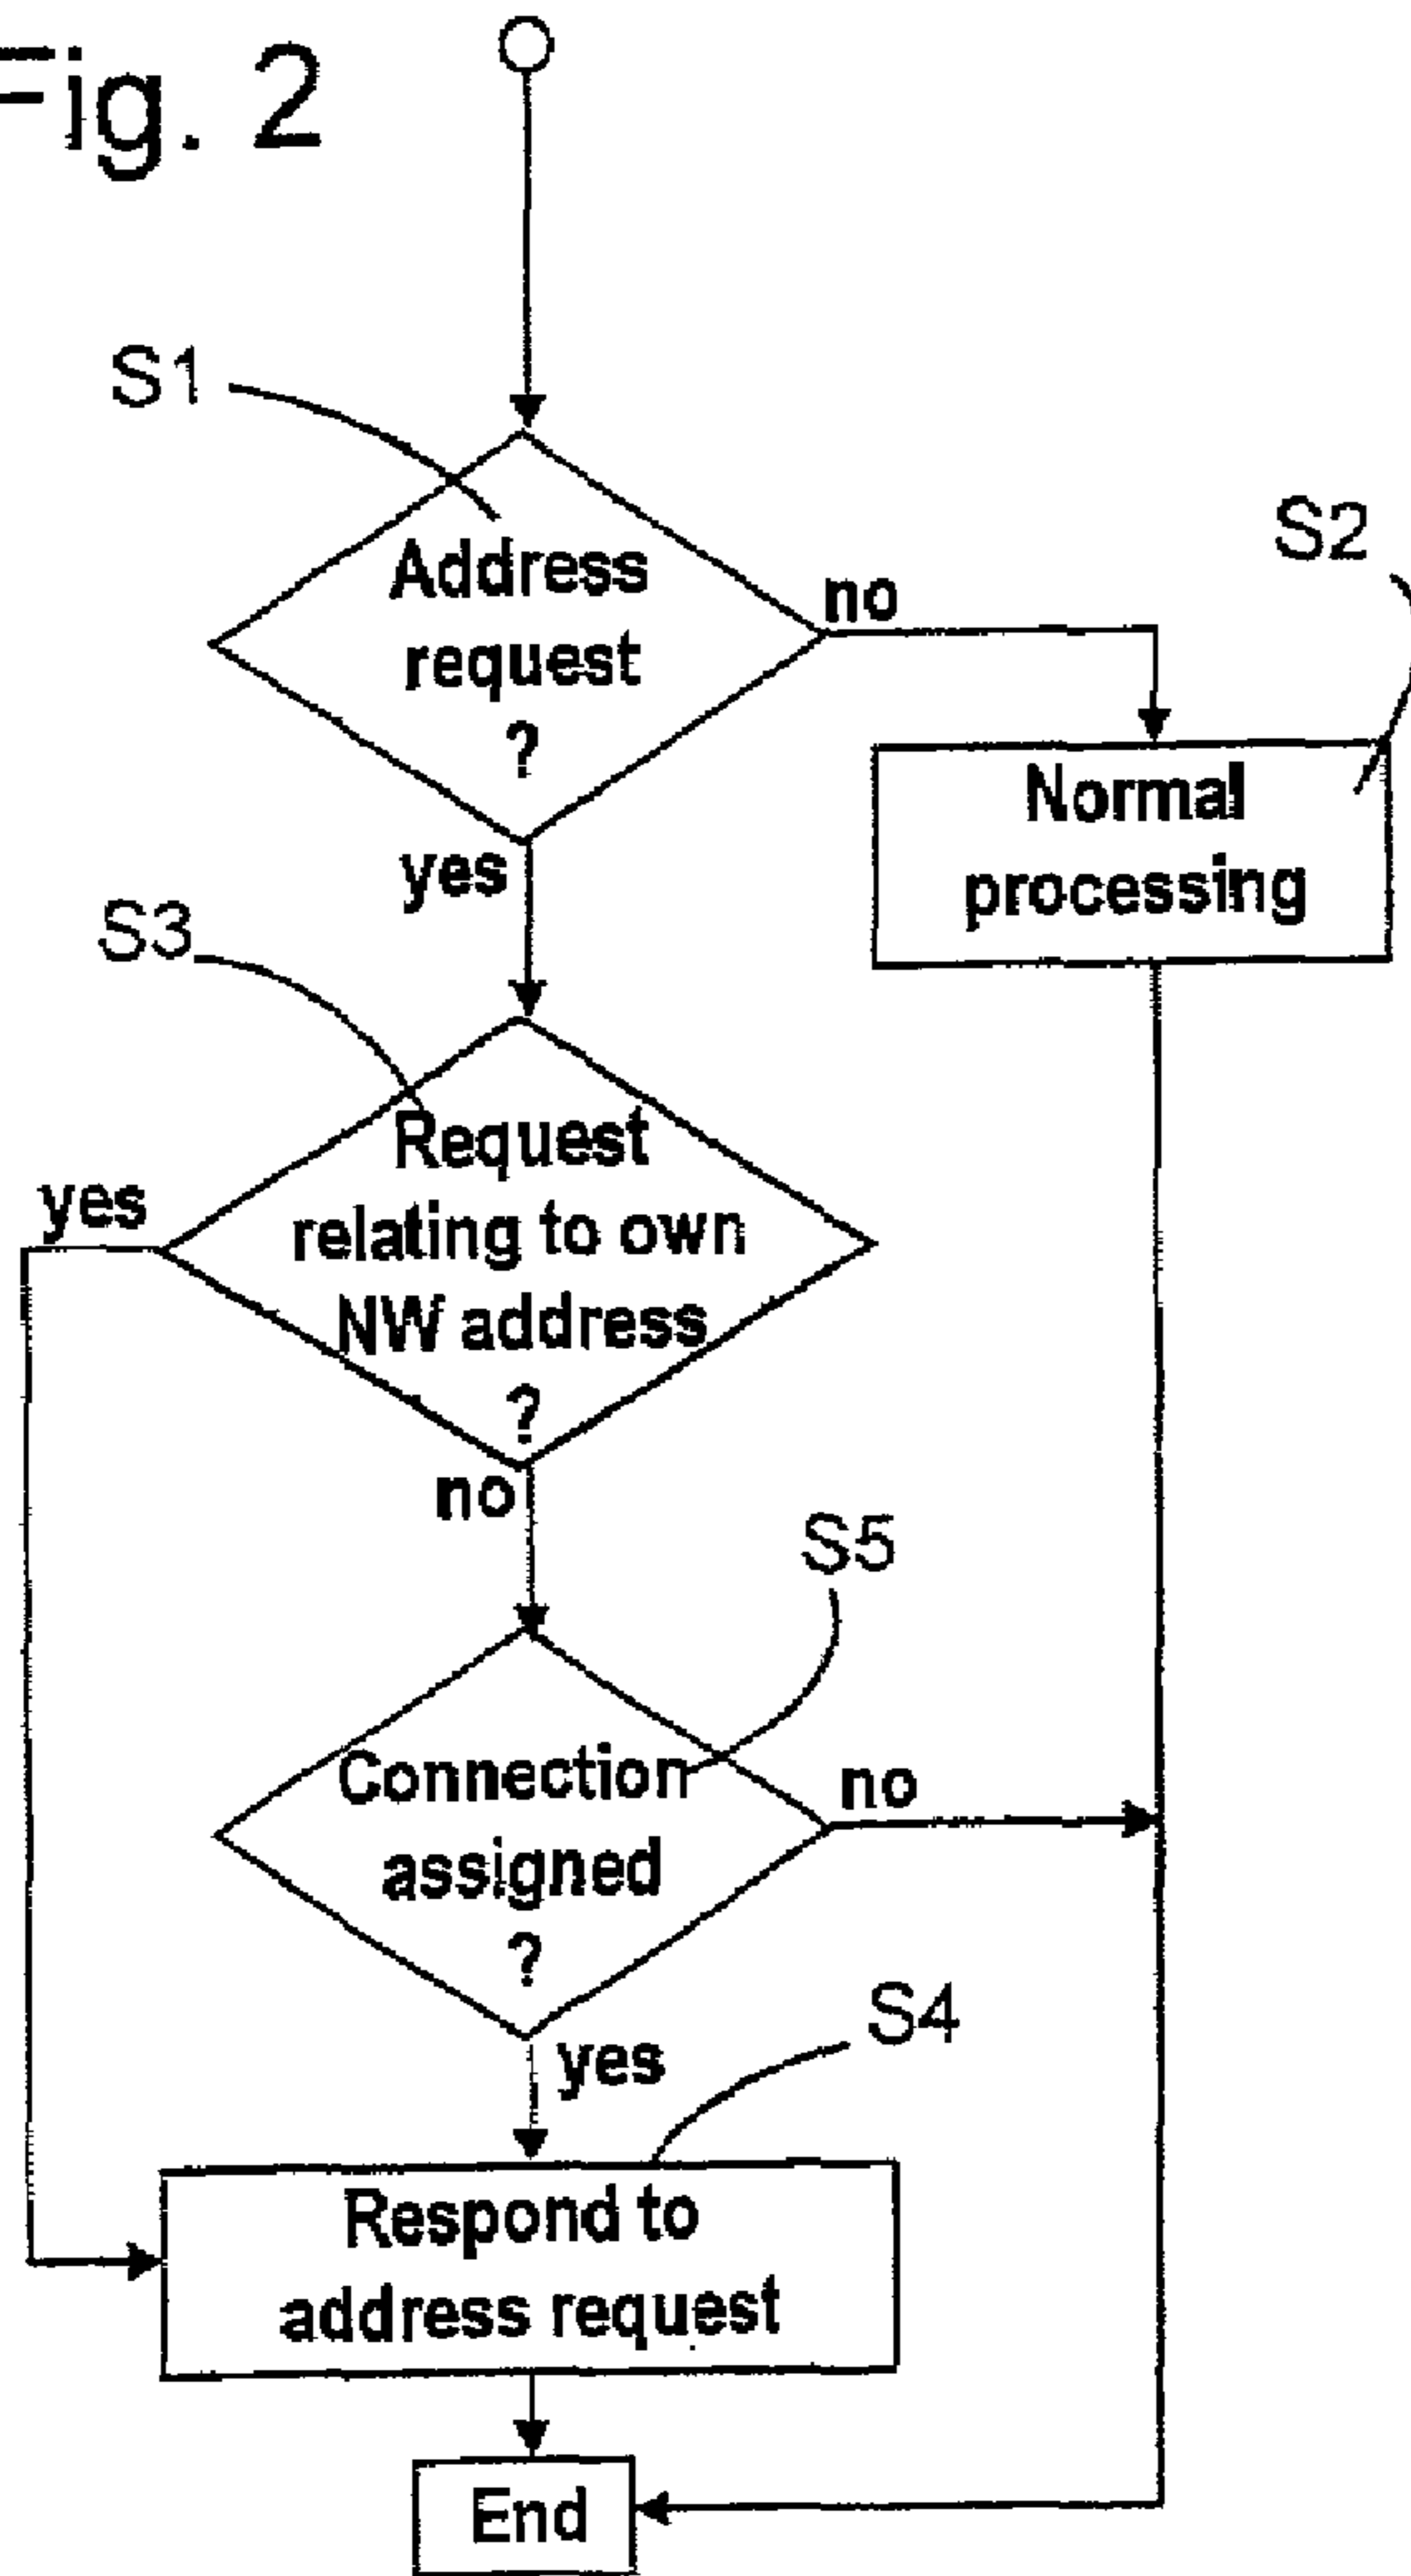 Fig. 2
S1
Address
request
?
no
S2
Normal
processing
yes
S3
Request
relating to own
NW address
?
yes
no
S5
Connection
assigned
?
no
yes
S4
Respond to
address request
End